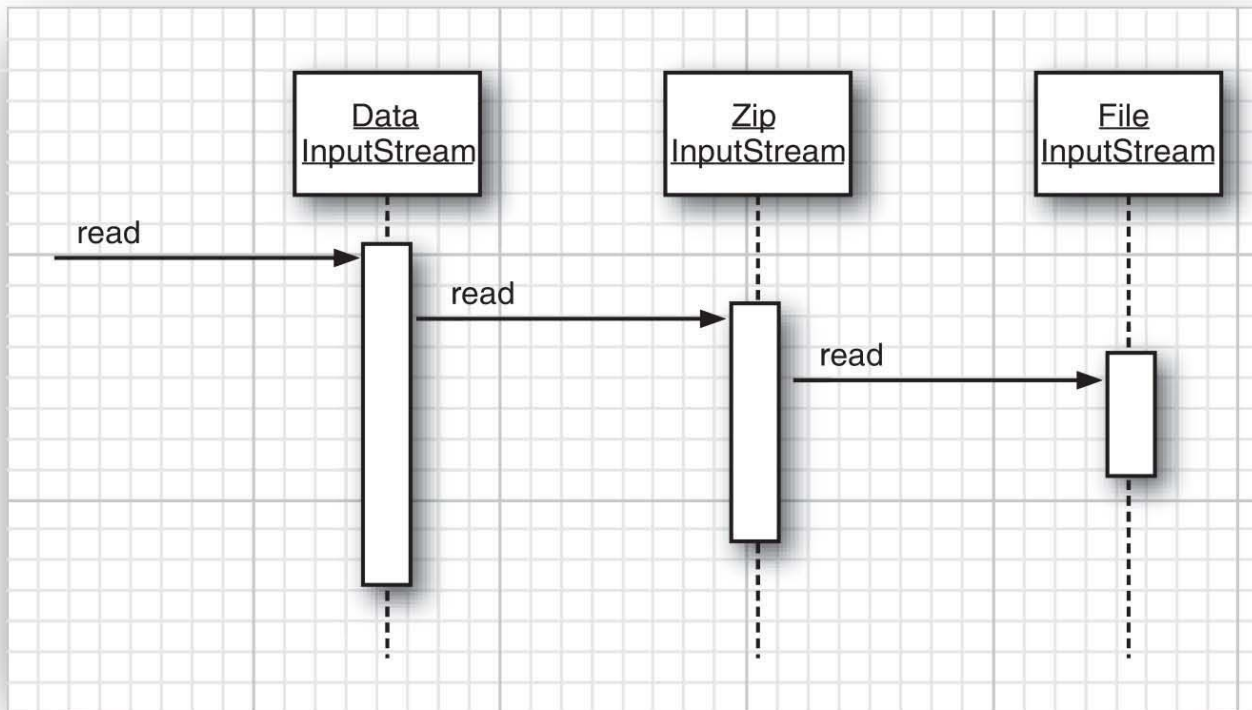 Data
InputStream
Zip
InputStream
File
InputStream
read
read
read